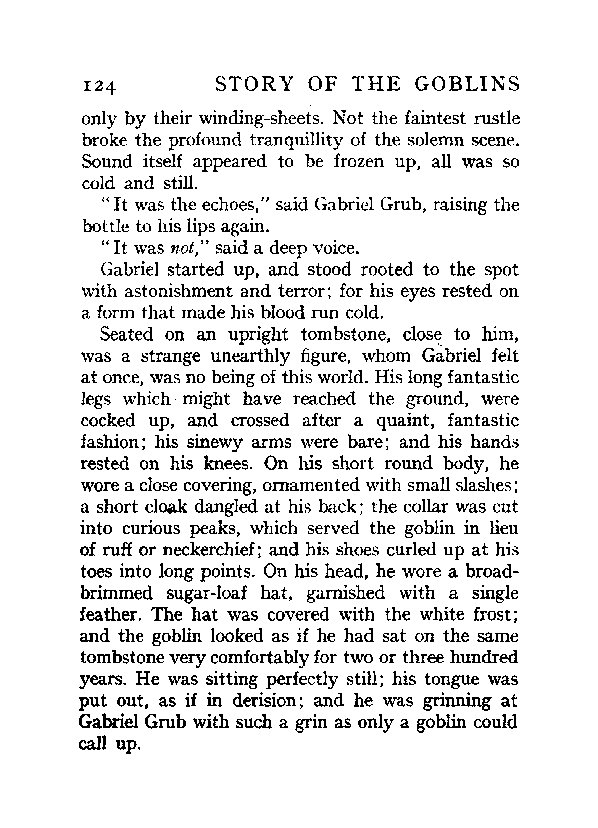 124 STORY OF THE GOBLINS
only by their winding-sheets. Not the faintest rustle
broke the profound tranquillity of the solemn scene.
Sound itself appeared to be frozen up, all was so
cold and still.
“It was the echoes,” said Gabriel Grub, raising the
bottle to his lips again.
“It was not,” said a deep voice.
Gabriel started up, and stood rooted to the spot
with astonishment and terror; for his eyes rested on
a form that made his blood run cold.
Seated on an upright tombstone, close to him,
was a strange unearthly figure, whom Gabriel felt
at once, was no being of this world. His long fantastic
legs which might have reached the ground, were
cocked up, and crossed after a quaint, fantastic
fashion; his sinewy arms were bare; and his hands
rested on his knees. On his short round body, he
wore a close covering, ornamented with small slashes;
a short cloak dangled at his back; the collar was cut
into curious peaks, which served the goblin in lieu
of ruff or neckerchief; and his shoes curled up at his
toes into long points. On his head, he wore a broad-
brimmed sugar-loaf hat, garnished with a single
feather. The hat was covered with the white frost;
and the goblin looked as if he had sat on the same
tombstone very comfortably for two or three hundred
years. He was sitting perfectly still; his tongue was
put out, as if in derision; and he was grinning at
Gabriel Grub with such a grin as only a goblin could
call up.